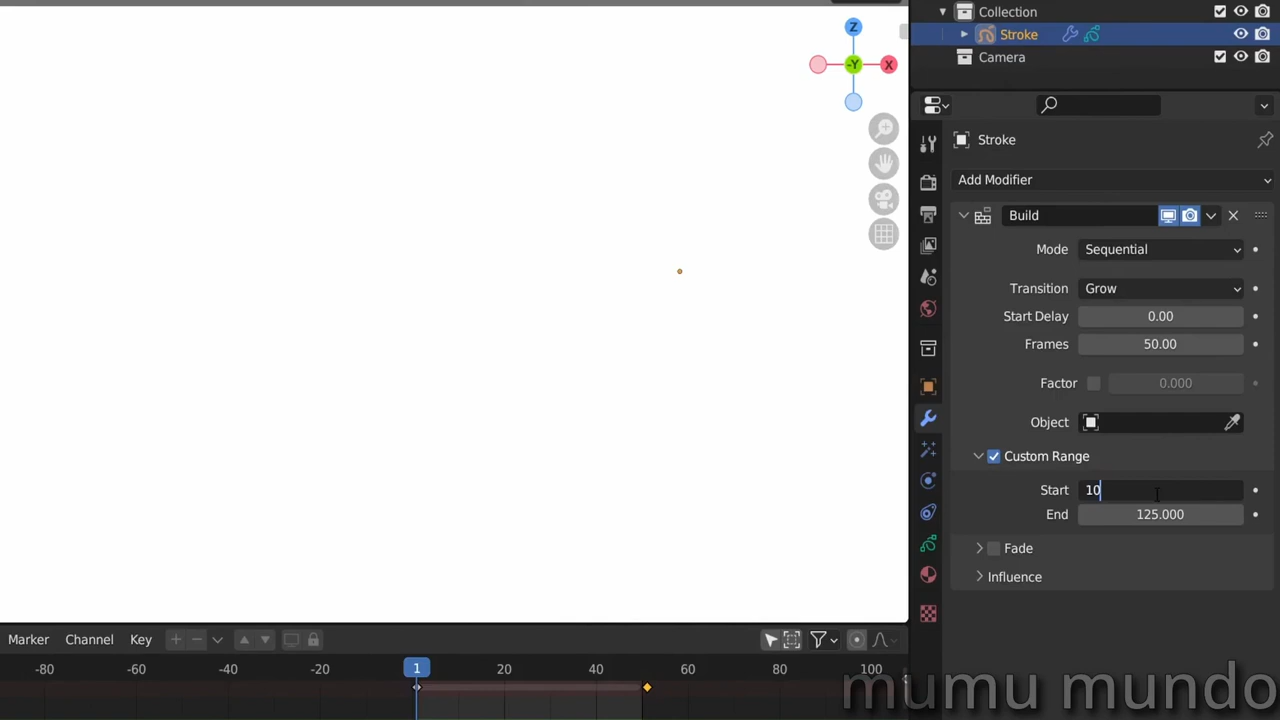 Collection
Stroke
Camera
Z
-Y
X
Stroke
Add Modifier
Build
Mode Sequential
Transition Grow
Start Delay 0.00
Frames 50.00
Factor 0.000
Object
Custom Range
Start 10
End 125.000
Fade
Influence
Marker Channel Key
-80 -60 -40 -20 1 20 40 60 80 100
mumu mundo